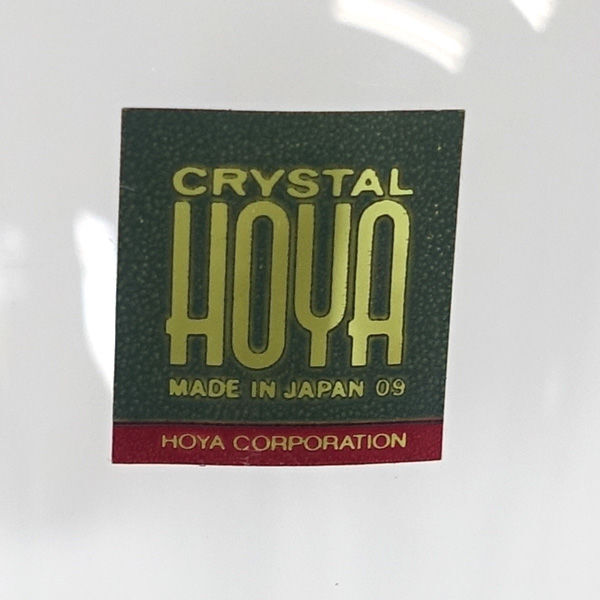 CRYSTAL
HOYA
MADE IN JAPAN 09
HOYA CORPORATION